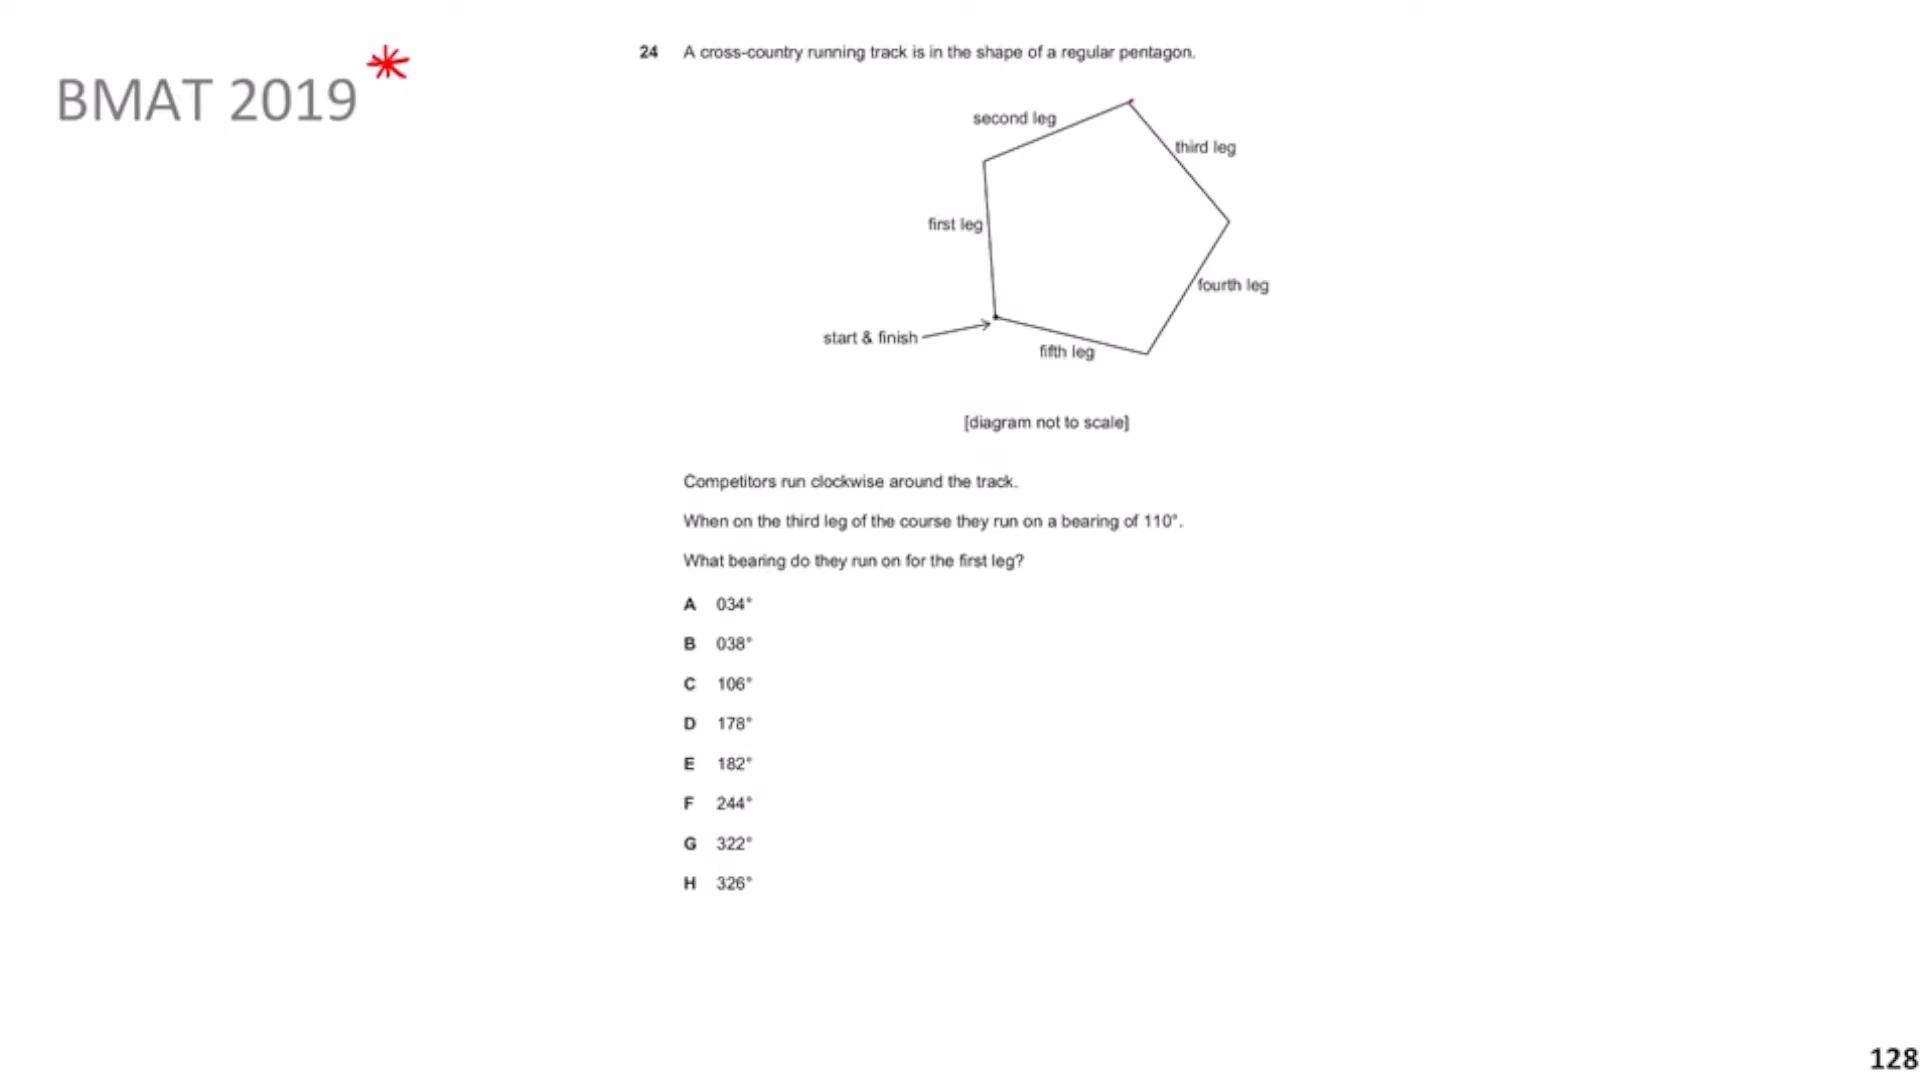 BMAT 2019
24 A cross-country running track is in the shape of a regular pentagon.
second leg
third leg
first leg
fourth leg
start & finish
fifth leg
[diagram not to scale]
Competitors run clockwise around the track.
When on the third leg of the course they run on a bearing of 110°.
What bearing do they run on for the first leg?
A 034°
B 038°
C 106°
D 178°
E 182°
F 244°
G 322°
H 326°
128